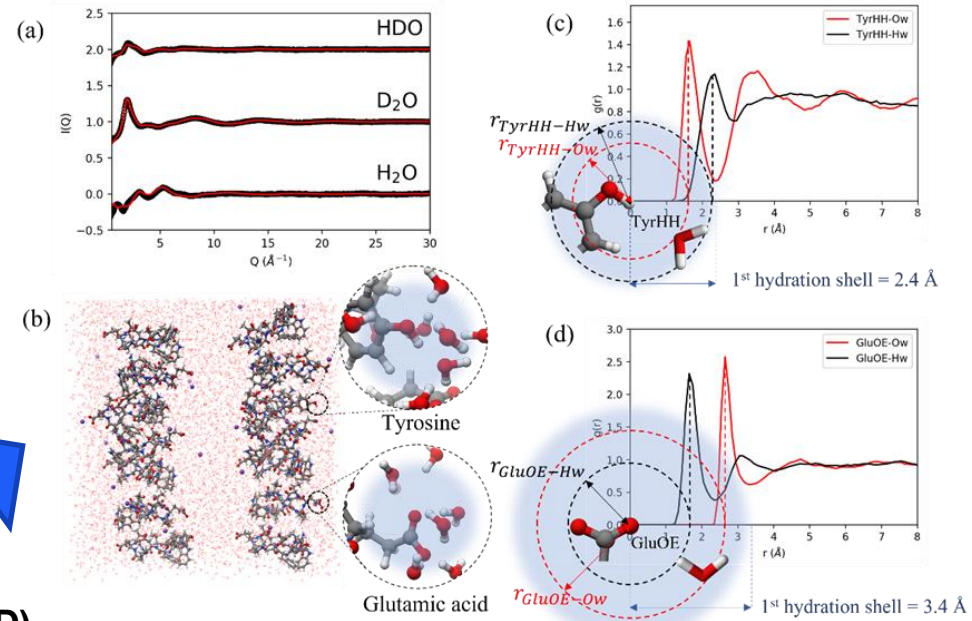 (a)
2.5
2.0
1.5
1.0
0.5
0.0
−0.5
I(Q)
HDO
D₂O
H₂O
5 10 15 20 25 30
Q (Å⁻¹)
(b)
Tyrosine
Glutamic acid
D)
(c)
1.6
1.4
1.2
1.0
0.8
0.6
0.4
0.2
0.0
g(r)
TyrHH-Ow
TyrHH-Hw
r_TyrHH−Hw
r_TyrHH−Ow
TyrHH
0 1 2 3 4 5 6 7 8
r (Å)
1ˢᵗ hydration shell = 2.4 Å
(d)
3.0
2.5
2.0
1.5
1.0
0.5
0.0
g(r)
GluOE-Ow
GluOE-Hw
r_GluOE−Hw
GluOE
r_GluOE−Ow
0 1 2 3 4 5 6 7 8
r (Å)
1ˢᵗ hydration shell = 3.4 Å